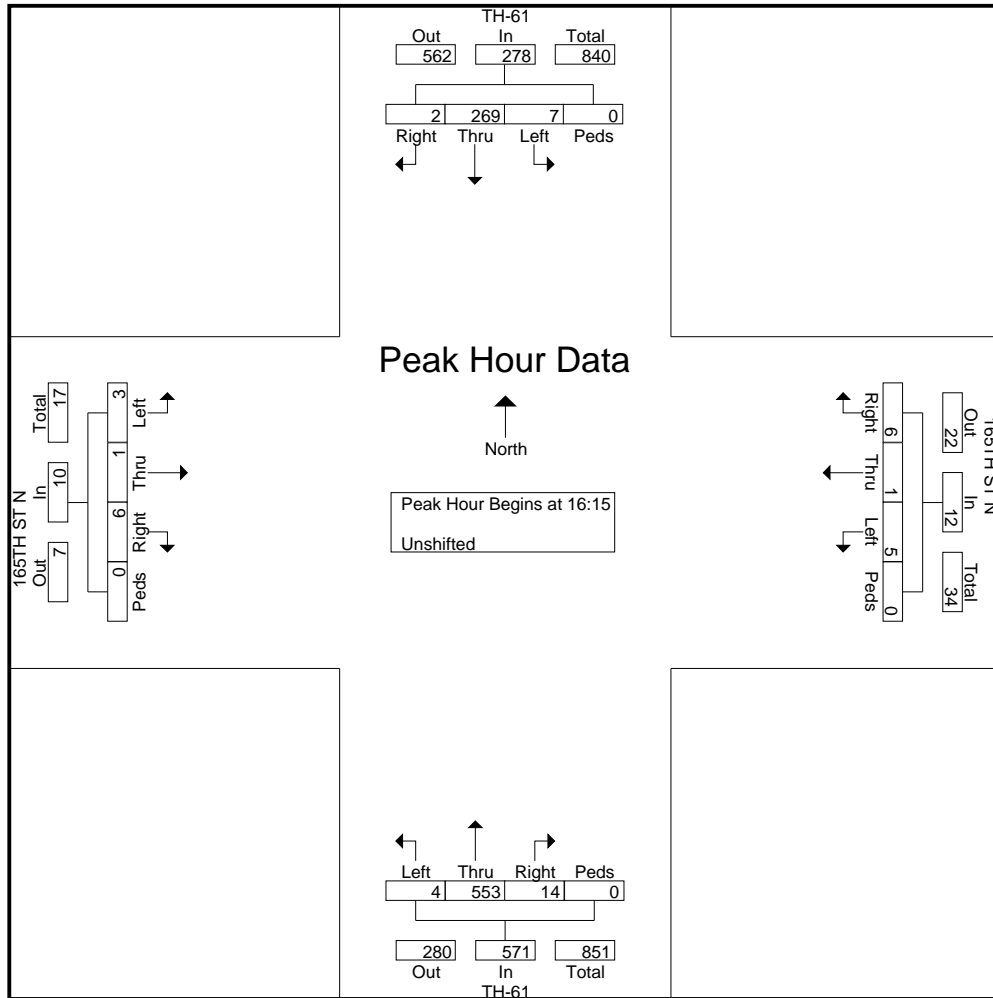 TH-61
Out In Total
562 278 840
2 269 7 0
Right Thru Left Peds
Peak Hour Data
North
Peak Hour Begins at 16:15
Unshifted
165TH ST N
Total In Out
17 10 7
3 1 6 0
Left Thru Right Peds
165TH ST N
Out In Total
22 12 34
6 1 5 0
Right Thru Left Peds
Left Thru Right Peds
4 553 14 0
280 571 851
Out In Total
TH-61